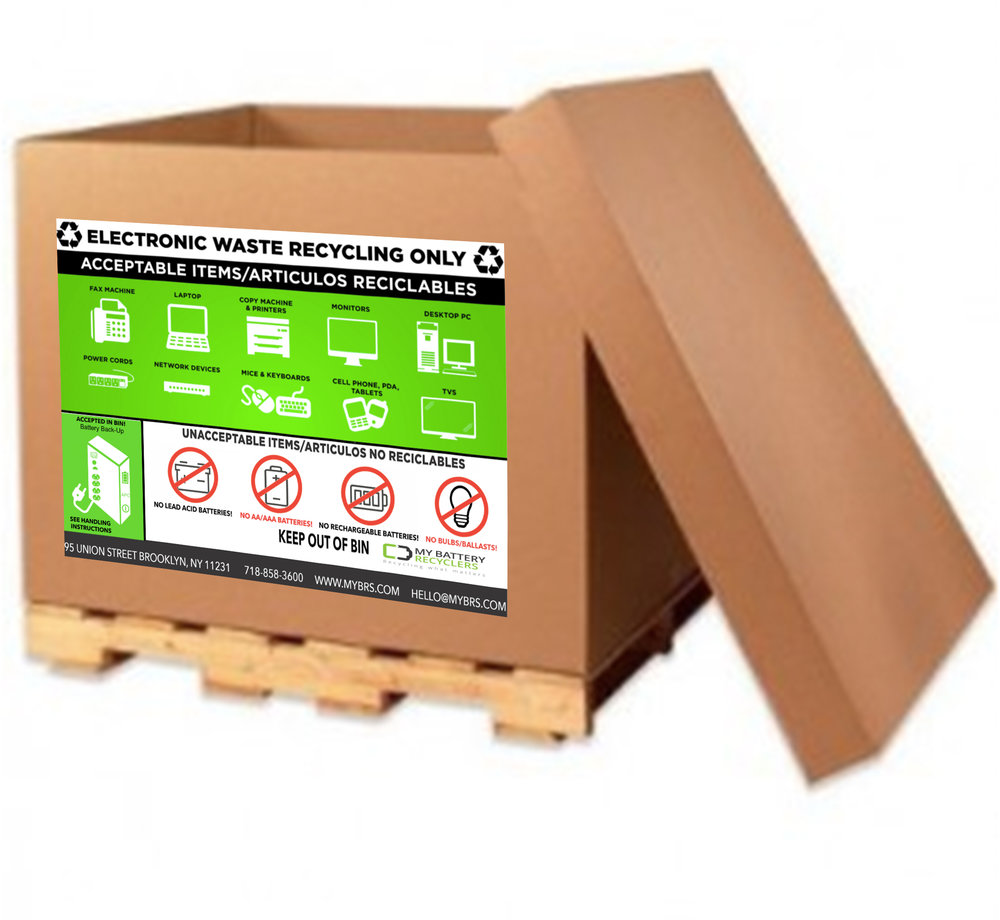 ELECTRONIC WASTE RECYCLING ONLY
ACCEPTABLE ITEMS/ARTICULOS RECICLABLES
FAX MACHINE
LAPTOP
COPY MACHINE
& PRINTERS
MONITORS
DESKTOP PC
POWER CORDS
NETWORK DEVICES
MICE & KEYBOARDS
CELL PHONE, PDA,
TABLETS
TVS
ACCEPTED IN BIN!
Battery Back-Up
SEE HANDLING
INSTRUCTIONS
UNACCEPTABLE ITEMS/ARTICULOS NO RECICLABLES
NO LEAD ACID BATTERIES!
NO AA/AAA BATTERIES!
NO RECHARGEABLE BATTERIES!
NO BULBS/BALLASTS!
KEEP OUT OF BIN
MY BATTERY
RECYCLERS
Recycling what matters
95 UNION STREET BROOKLYN, NY 11231 718-858-3600 WWW.MYBRS.COM HELLO@MYBRS.COM